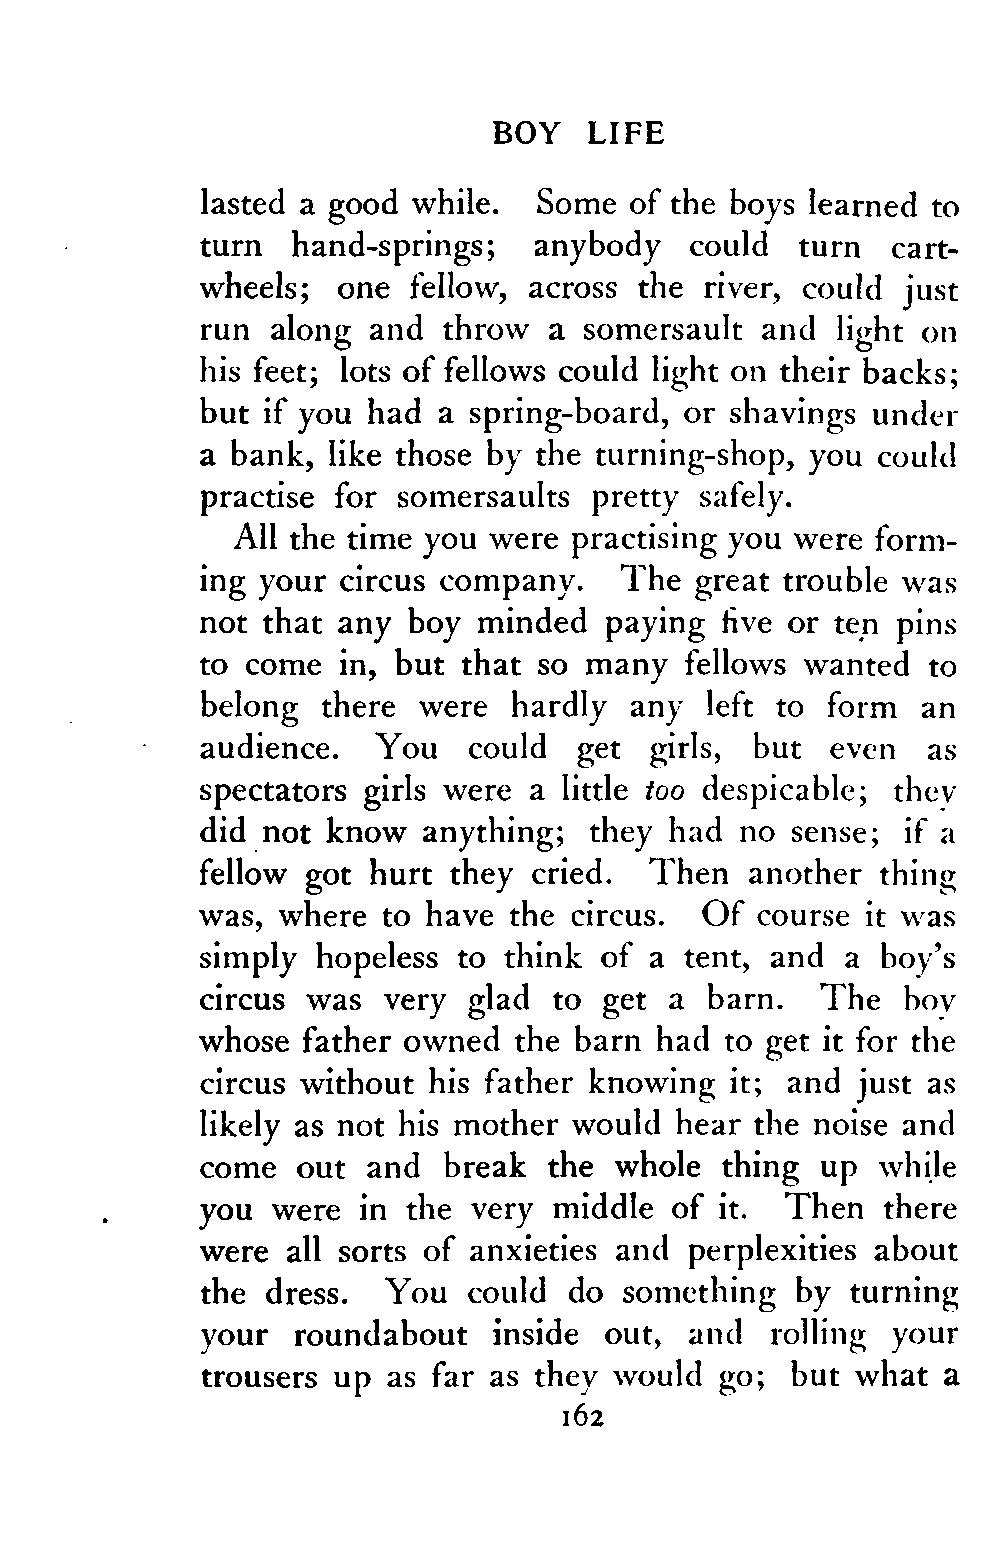 BOY LIFE
lasted a good while. Some of the boys learned to
turn hand-springs; anybody could turn cart-
wheels; one fellow, across the river, could just
run along and throw a somersault and light on
his feet; lots of fellows could light on their backs;
but if you had a spring-board, or shavings under
a bank, like those by the turning-shop, you could
practise for somersaults pretty safely.
All the time you were practising you were form-
ing your circus company. The great trouble was
not that any boy minded paying five or ten pins
to come in, but that so many fellows wanted to
belong there were hardly any left to form an
audience. You could get girls, but even as
spectators girls were a little too despicable; they
did not know anything; they had no sense; if a
fellow got hurt they cried. Then another thing
was, where to have the circus. Of course it was
simply hopeless to think of a tent, and a boy's
circus was very glad to get a barn. The boy
whose father owned the barn had to get it for the
circus without his father knowing it; and just as
likely as not his mother would hear the noise and
come out and break the whole thing up while
you were in the very middle of it. Then there
were all sorts of anxieties and perplexities about
the dress. You could do something by turning
your roundabout inside out, and rolling your
trousers up as far as they would go; but what a
162